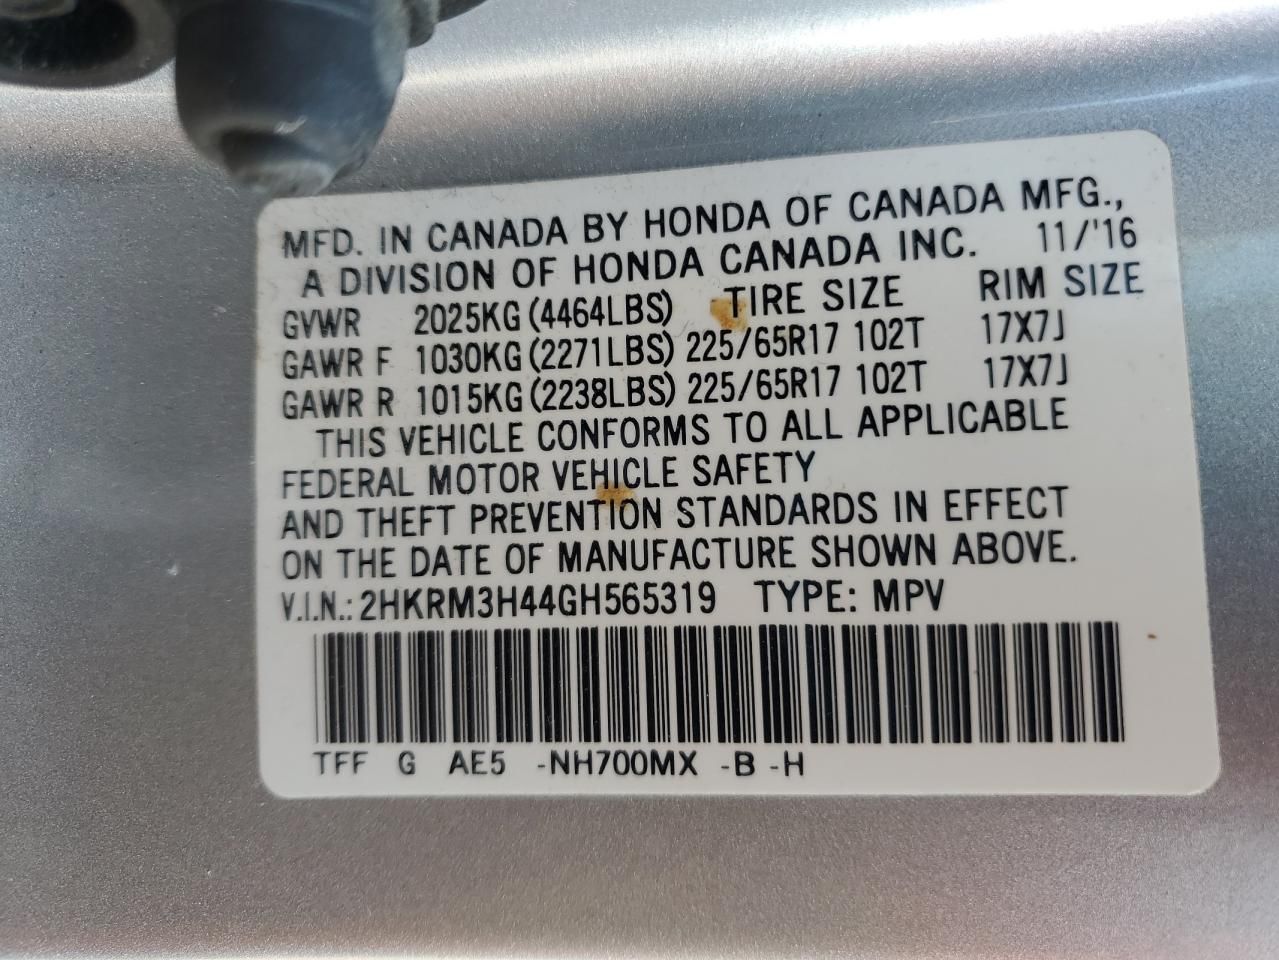 MFD. IN CANADA BY HONDA OF CANADA MFG.,
A DIVISION OF HONDA CANADA INC. 11/'16
GVWR 2025KG (4464LBS) TIRE SIZE RIM SIZE
GAWR F 1030KG (2271LBS) 225/65R17 102T 17X7J
GAWR R 1015KG (2238LBS) 225/65R17 102T 17X7J
THIS VEHICLE CONFORMS TO ALL APPLICABLE
FEDERAL MOTOR VEHICLE SAFETY
AND THEFT PREVENTION STANDARDS IN EFFECT
ON THE DATE OF MANUFACTURE SHOWN ABOVE.
V.I.N.: 2HKRM3H44GH565319 TYPE: MPV
TFF G AE5 -NH700MX -B -H